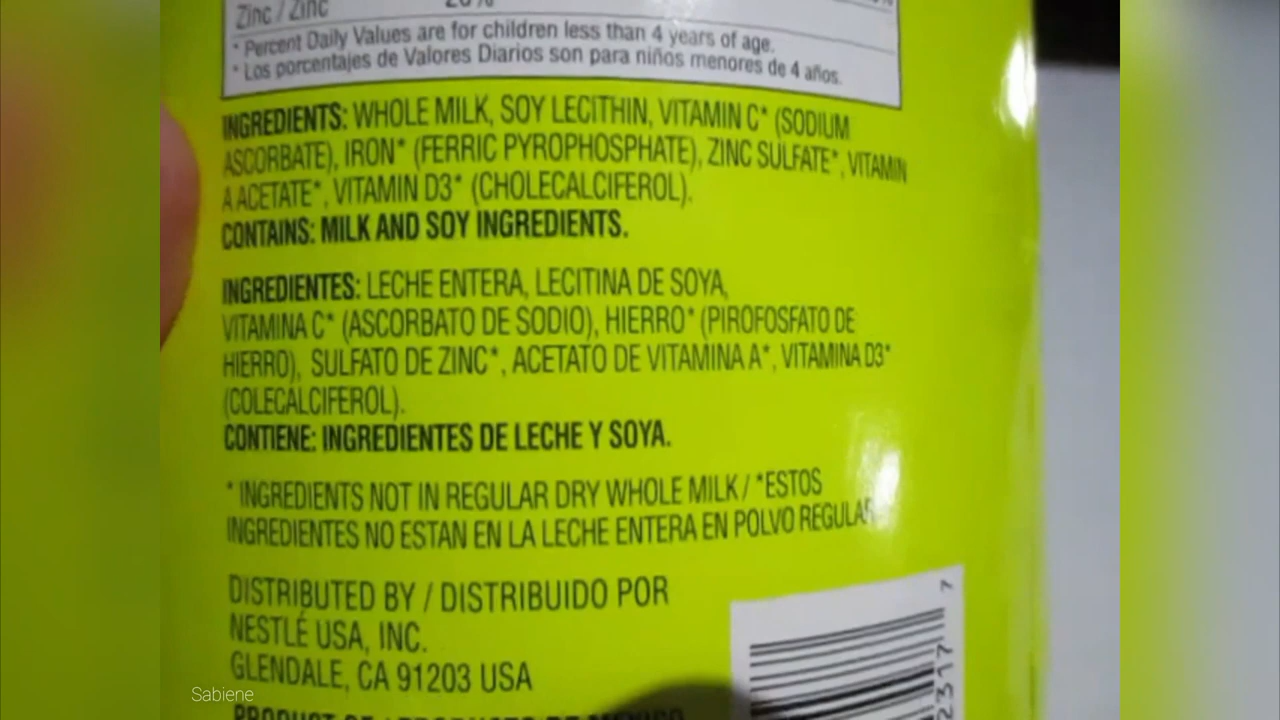 Zinc / Zinc
* Percent Daily Values are for children less than 4 years of age.
* Los porcentajes de Valores Diarios son para niños menores de 4 años.
INGREDIENTS: WHOLE MILK, SOY LECITHIN, VITAMIN C* (SODIUM
ASCORBATE), IRON* (FERRIC PYROPHOSPHATE), ZINC SULFATE*, VITAMIN
A ACETATE*, VITAMIN D3* (CHOLECALCIFEROL).
CONTAINS: MILK AND SOY INGREDIENTS.
INGREDIENTES: LECHE ENTERA, LECITINA DE SOYA,
VITAMINA C* (ASCORBATO DE SODIO), HIERRO* (PIROFOSFATO DE
HIERRO), SULFATO DE ZINC*, ACETATO DE VITAMINA A*, VITAMINA D3*
(COLECALCIFEROL).
CONTIENE: INGREDIENTES DE LECHE Y SOYA.
* INGREDIENTS NOT IN REGULAR DRY WHOLE MILK / *ESTOS
INGREDIENTES NO ESTAN EN LA LECHE ENTERA EN POLVO REGULAR
DISTRIBUTED BY / DISTRIBUIDO POR
NESTLÉ USA, INC.
GLENDALE, CA 91203 USA
7
2317
Sabiene